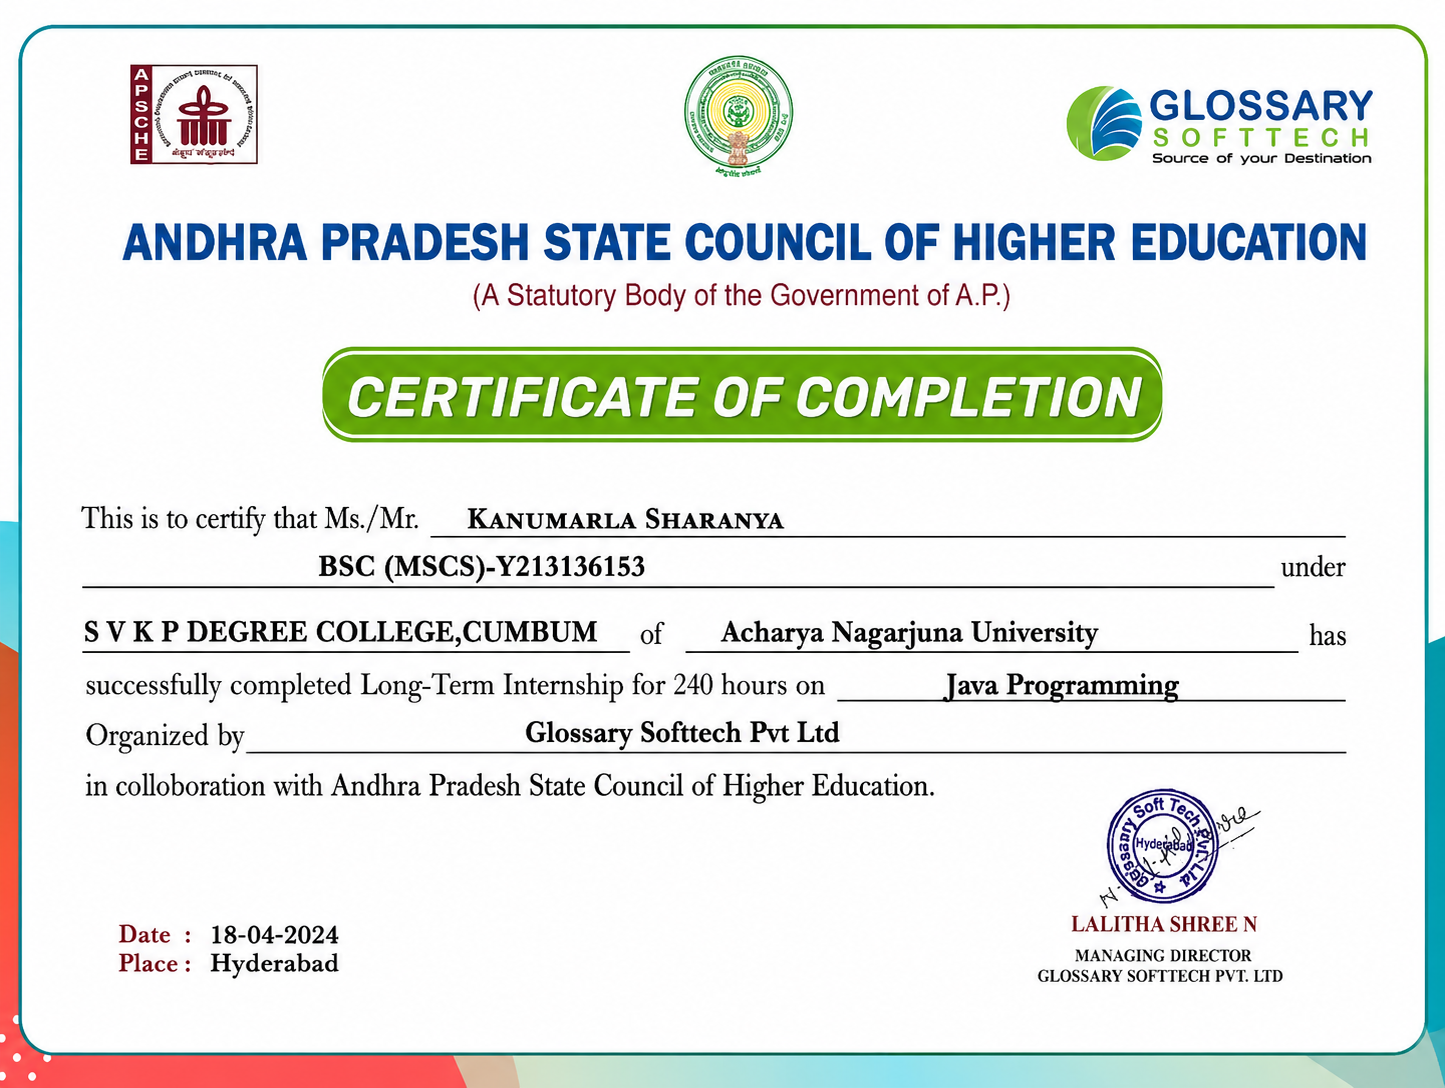 APSCHE
GLOSSARY
SOFTTECH
Source of your Destination
ANDHRA PRADESH STATE COUNCIL OF HIGHER EDUCATION
(A Statutory Body of the Government of A.P.)
CERTIFICATE OF COMPLETION
This is to certify that Ms./Mr. KANUMARLA SHARANYA
BSC (MSCS)-Y213136153 under
S V K P DEGREE COLLEGE,CUMBUM of Acharya Nagarjuna University has
successfully completed Long-Term Internship for 240 hours on Java Programming
Organized by Glossary Softtech Pvt Ltd
in colloboration with Andhra Pradesh State Council of Higher Education.
Soft Tech Pvt. Ltd
Hyderabad
LALITHA SHREE N
MANAGING DIRECTOR
GLOSSARY SOFTTECH PVT. LTD
Date : 18-04-2024
Place : Hyderabad